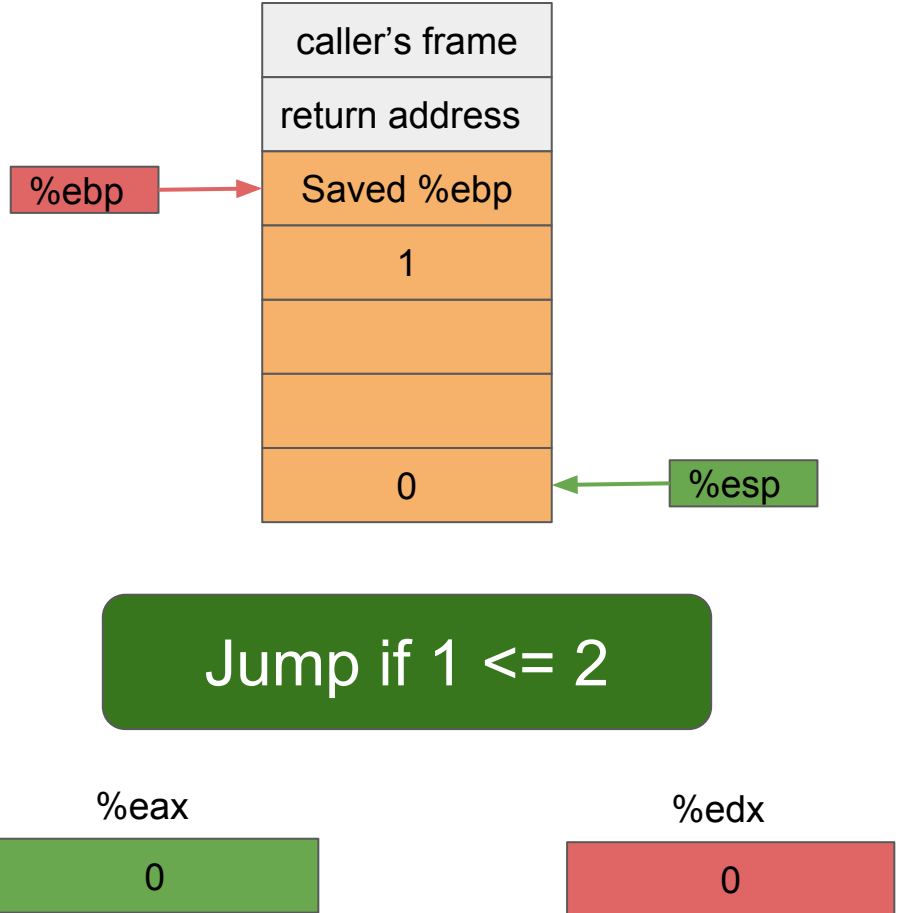 caller’s frame
return address
%ebp
Saved %ebp
1
0
%esp
Jump if 1 <= 2
%eax
%edx
0
0